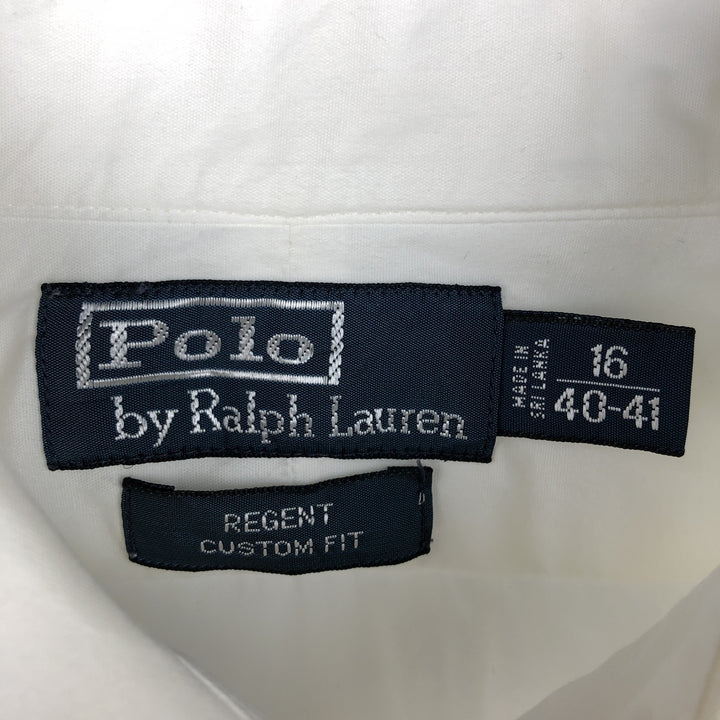 Polo
by Ralph Lauren
MADE IN
SRI LANKA
16
40-41
REGENT
CUSTOM FIT